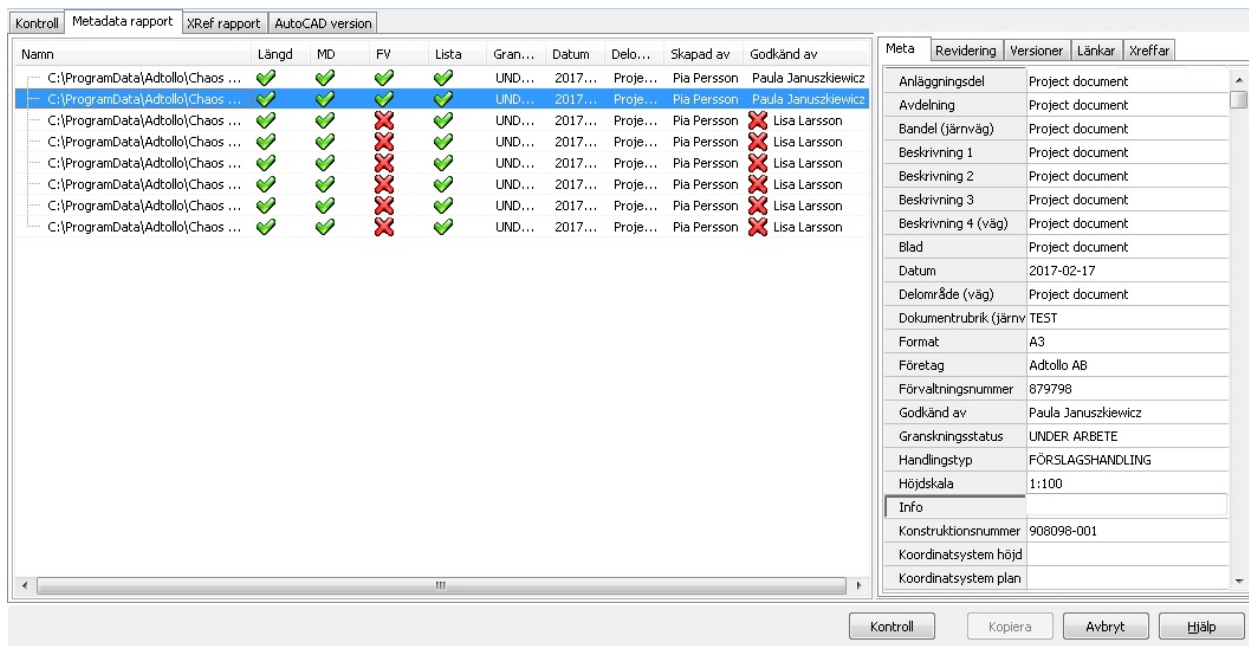 Kontroll Metadata rapport XRef rapport AutoCAD version
Namn Längd MD FV Lista Gran... Datum Delo... Skapad av Godkänd av
C:\ProgramData\Adtollo\Chaos ... UND... 2017... Proje... Pia Persson Paula Januszkiewicz
C:\ProgramData\Adtollo\Chaos ... UND... 2017... Proje... Pia Persson Paula Januszkiewicz
C:\ProgramData\Adtollo\Chaos ... UND... 2017... Proje... Pia Persson Lisa Larsson
C:\ProgramData\Adtollo\Chaos ... UND... 2017... Proje... Pia Persson Lisa Larsson
C:\ProgramData\Adtollo\Chaos ... UND... 2017... Proje... Pia Persson Lisa Larsson
C:\ProgramData\Adtollo\Chaos ... UND... 2017... Proje... Pia Persson Lisa Larsson
C:\ProgramData\Adtollo\Chaos ... UND... 2017... Proje... Pia Persson Lisa Larsson
C:\ProgramData\Adtollo\Chaos ... UND... 2017... Proje... Pia Persson Lisa Larsson
Meta Revidering Versioner Länkar Xreffar
Anläggningsdel Project document
Avdelning Project document
Bandel (järnväg) Project document
Beskrivning 1 Project document
Beskrivning 2 Project document
Beskrivning 3 Project document
Beskrivning 4 (väg) Project document
Blad Project document
Datum 2017-02-17
Delområde (väg) Project document
Dokumentrubrik (järnv TEST
Format A3
Företag Adtollo AB
Förvaltningsnummer 879798
Godkänd av Paula Januszkiewicz
Granskningsstatus UNDER ARBETE
Handlingstyp FÖRSLAGSHANDLING
Höjdskala 1:100
Info
Konstruktionsnummer 908098-001
Koordinatsystem höjd
Koordinatsystem plan
Kontroll Kopiera Avbryt Hjälp